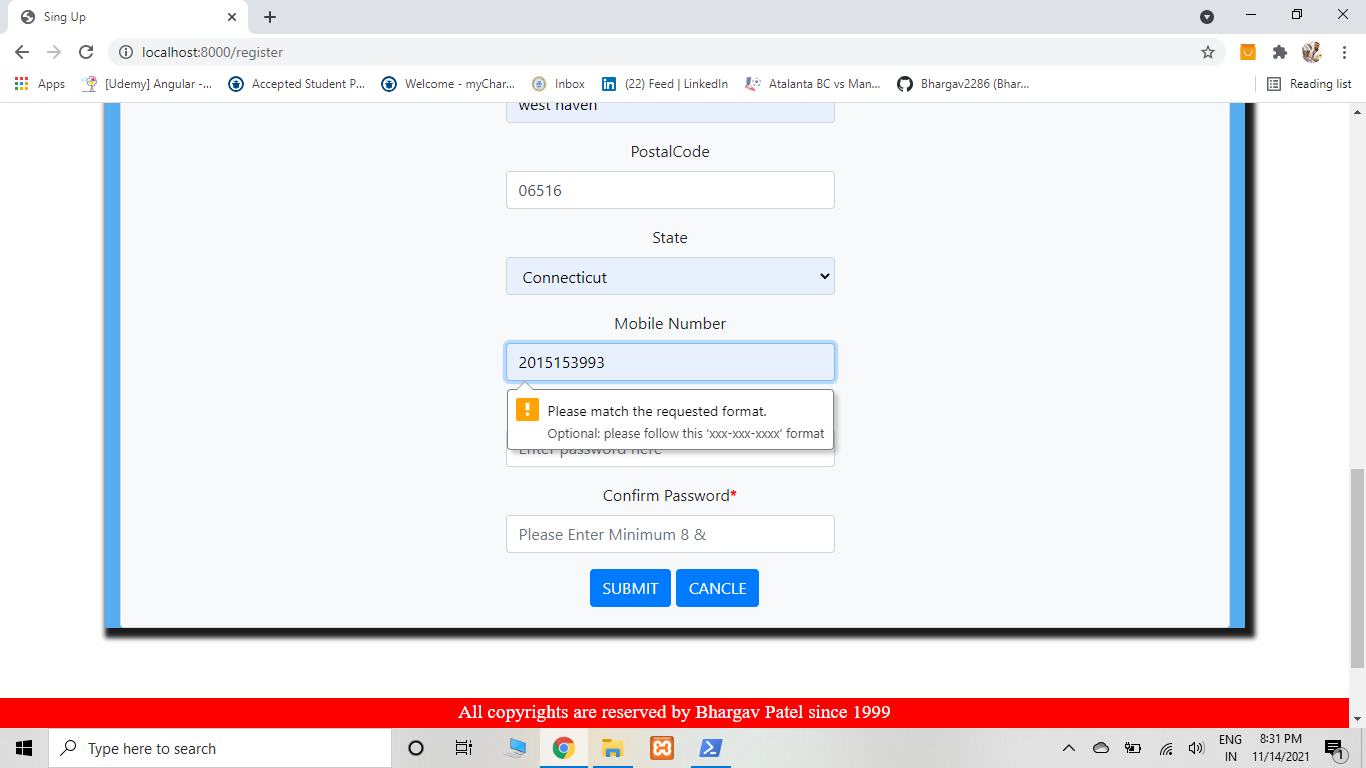 Sing Up
localhost:8000/register
Apps
[Udemy] Angular -...
Accepted Student P...
Welcome - myChar...
Inbox
(22) Feed | LinkedIn
Atalanta BC vs Man...
Bhargav2286 (Bhar...
Reading list
west haven
PostalCode
06516
State
Connecticut
Mobile Number
2015153993
Please match the requested format.
Optional: please follow this 'xxx-xxx-xxxx' format
Enter password here
Confirm Password*
Please Enter Minimum 8 &
SUBMIT CANCLE
All copyrights are reserved by Bhargav Patel since 1999
Type here to search
ENG
IN
8:31 PM
11/14/2021
1